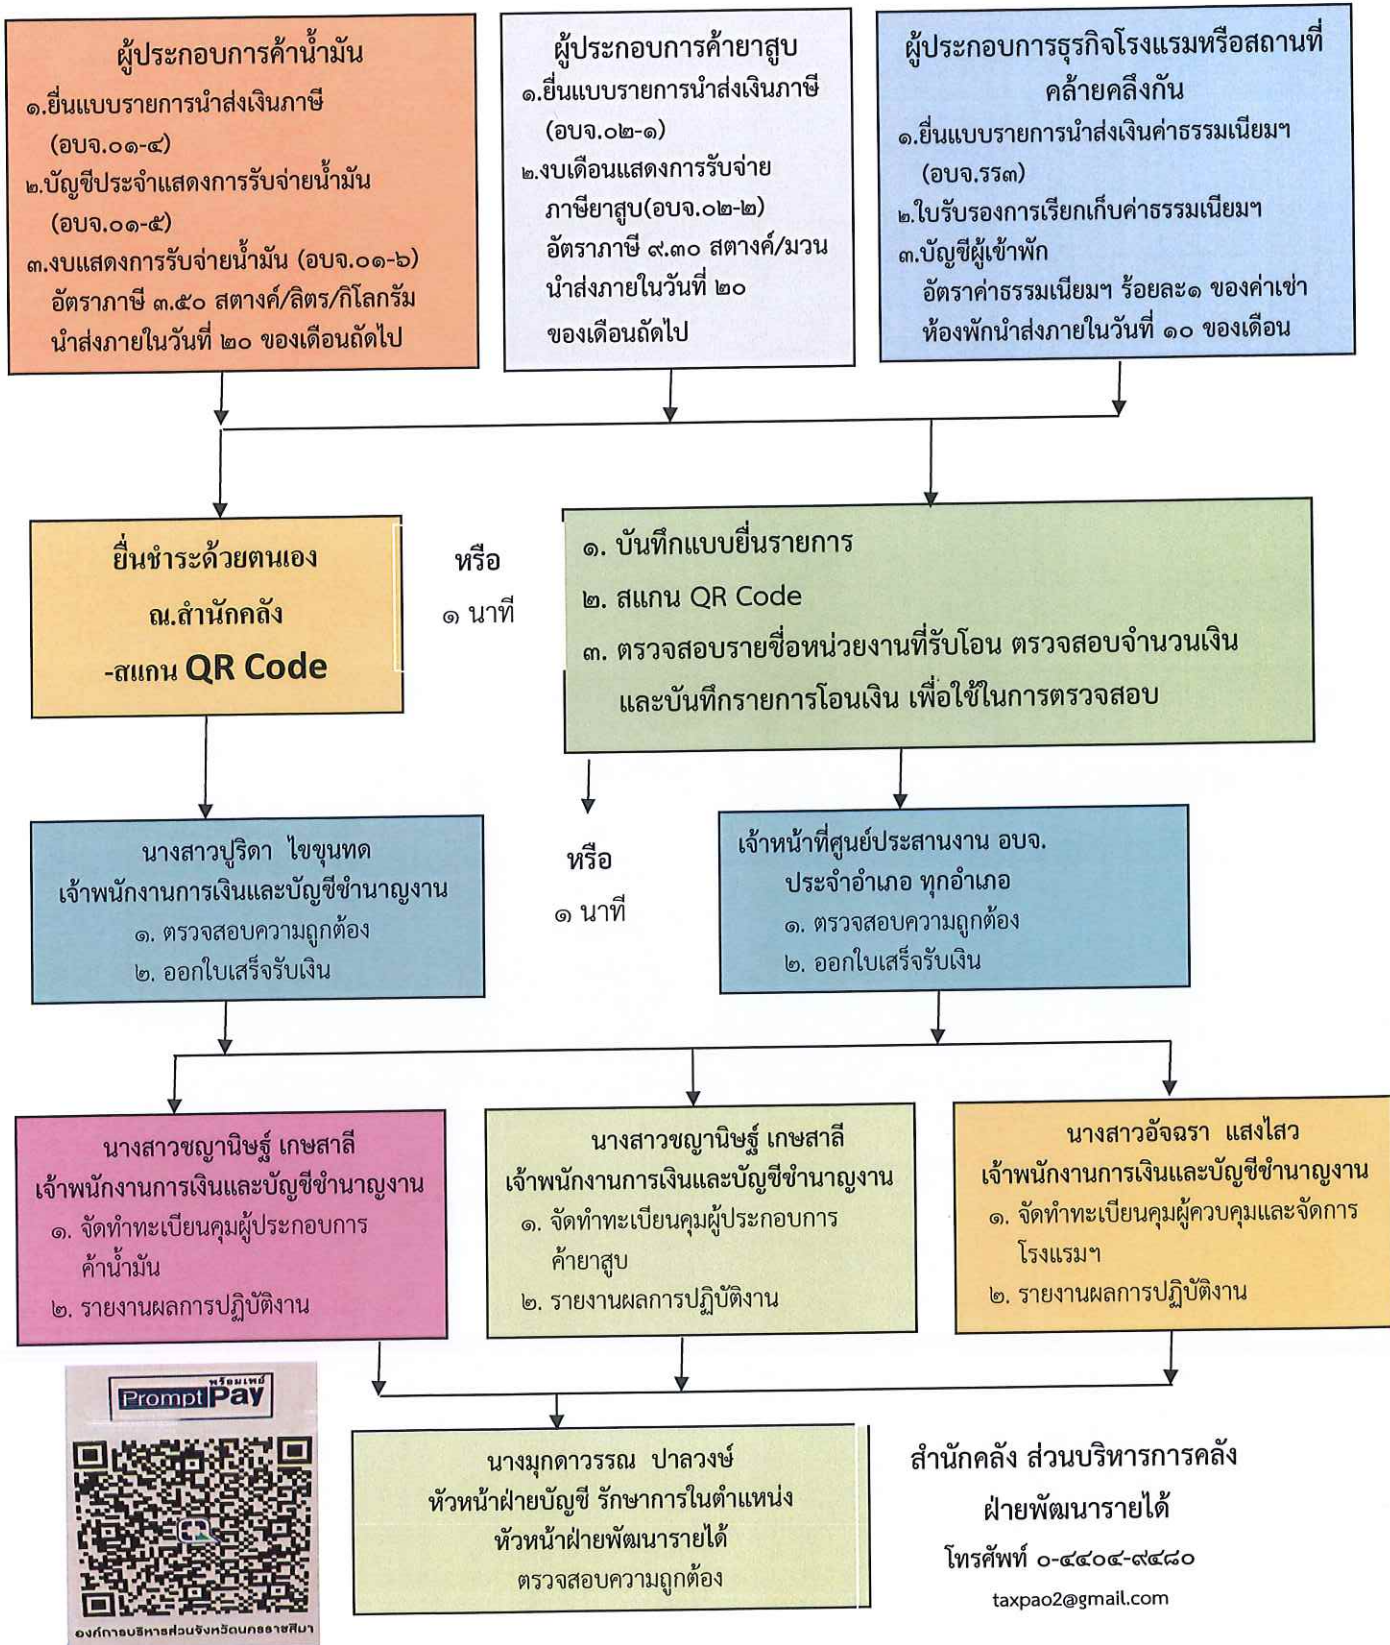 ผู้ประกอบการค้าน้ำมัน
๑.ยื่นแบบรายการนำส่งเงินภาษี
(อบจ.๐๑-๔)
๒.บัญชีประจำแสดงการรับจ่ายน้ำมัน
(อบจ.๐๑-๕)
๓.งบแสดงการรับจ่ายน้ำมัน (อบจ.๐๑-๖)
อัตราภาษี ๓.๕๐ สตางค์/ลิตร/กิโลกรัม
นำส่งภายในวันที่ ๒๐ ของเดือนถัดไป
ผู้ประกอบการค้ายาสูบ
๑.ยื่นแบบรายการนำส่งเงินภาษี
(อบจ.๐๒-๑)
๒.งบเดือนแสดงการรับจ่าย
ภาษียาสูบ(อบจ.๐๒-๒)
อัตราภาษี ๙.๓๐ สตางค์/มวน
นำส่งภายในวันที่ ๒๐
ของเดือนถัดไป
ผู้ประกอบการธุรกิจโรงแรมหรือสถานที่
คล้ายคลึงกัน
๑.ยื่นแบบรายการนำส่งเงินค่าธรรมเนียมฯ
(อบจ.รร๓)
๒.ใบรับรองการเรียกเก็บค่าธรรมเนียมฯ
๓.บัญชีผู้เข้าพัก
อัตราค่าธรรมเนียมฯ ร้อยละ๑ ของค่าเช่า
ห้องพักนำส่งภายในวันที่ ๑๐ ของเดือน
ยื่นชำระด้วยตนเอง
ณ.สำนักคลัง
-สแกน QR Code
หรือ
๑ นาที
๑. บันทึกแบบยื่นรายการ
๒. สแกน QR Code
๓. ตรวจสอบรายชื่อหน่วยงานที่รับโอน ตรวจสอบจำนวนเงิน
และบันทึกรายการโอนเงิน เพื่อใช้ในการตรวจสอบ
นางสาวปูริดา ไขขุนทด
เจ้าพนักงานการเงินและบัญชีชำนาญงาน
๑. ตรวจสอบความถูกต้อง
๒. ออกใบเสร็จรับเงิน
หรือ
๑ นาที
เจ้าหน้าที่ศูนย์ประสานงาน อบจ.
ประจำอำเภอ ทุกอำเภอ
๑. ตรวจสอบความถูกต้อง
๒. ออกใบเสร็จรับเงิน
นางสาวชญานิษฐ์ เกษสาลี
เจ้าพนักงานการเงินและบัญชีชำนาญงาน
๑. จัดทำทะเบียนคุมผู้ประกอบการ
ค้าน้ำมัน
๒. รายงานผลการปฏิบัติงาน
นางสาวชญานิษฐ์ เกษสาลี
เจ้าพนักงานการเงินและบัญชีชำนาญงาน
๑. จัดทำทะเบียนคุมผู้ประกอบการ
ค้ายาสูบ
๒. รายงานผลการปฏิบัติงาน
นางสาวอัจฉรา แสงไสว
เจ้าพนักงานการเงินและบัญชีชำนาญงาน
๑. จัดทำทะเบียนคุมผู้ควบคุมและจัดการ
โรงแรมฯ
๒. รายงานผลการปฏิบัติงาน
พร้อมเพย์
PromptPay
องค์การบริหารส่วนจังหวัดนครราชสีมา
นางมุกดาวรรณ ปาลวงษ์
หัวหน้าฝ่ายบัญชี รักษาการในตำแหน่ง
หัวหน้าฝ่ายพัฒนารายได้
ตรวจสอบความถูกต้อง
สำนักคลัง ส่วนบริหารการคลัง
ฝ่ายพัฒนารายได้
โทรศัพท์ ๐-๔๔๐๔-๙๔๘๐
taxpao2@gmail.com